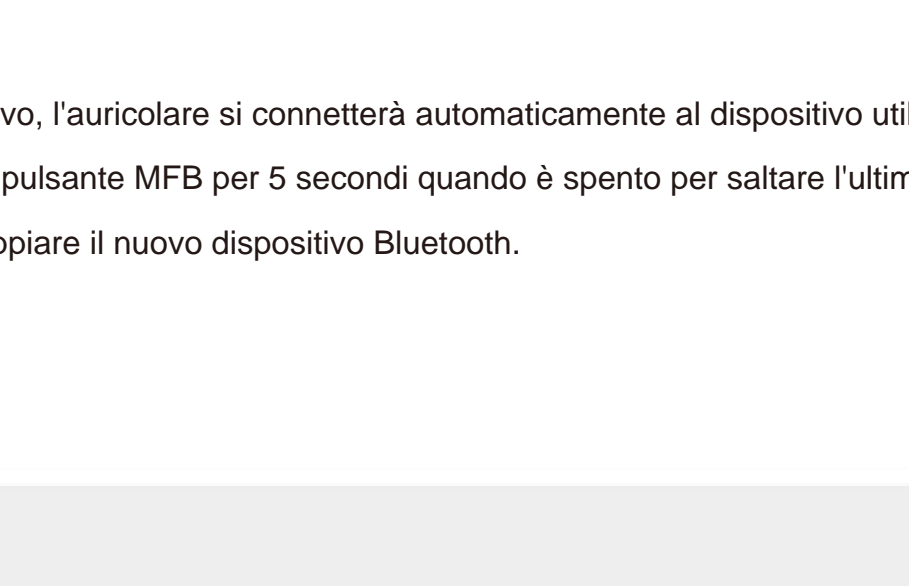 vo, l'auricolare si connetterà automaticamente al dispositivo util
pulsante MFB per 5 secondi quando è spento per saltare l'ultim
opiare il nuovo dispositivo Bluetooth.